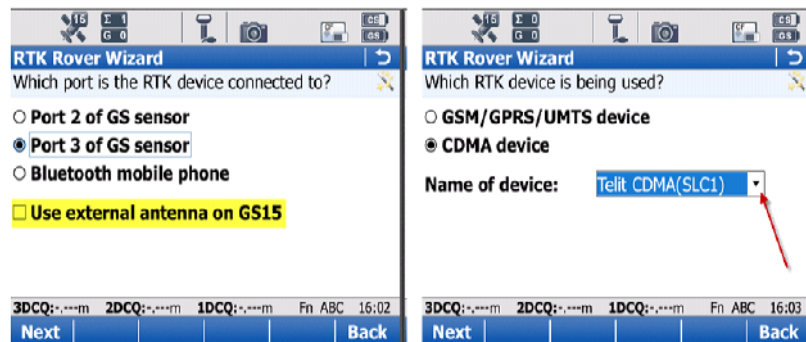 15 Σ 1
G 0
CS
GS
RTK Rover Wizard
Which port is the RTK device connected to?
Port 2 of GS sensor
Port 3 of GS sensor
Bluetooth mobile phone
Use external antenna on GS15
3DCQ:-.---m 2DCQ:-.---m 1DCQ:-.---m Fn ABC 16:02
Next Back
15 Σ 0
G 0
CS
GS
RTK Rover Wizard
Which RTK device is being used?
GSM/GPRS/UMTS device
CDMA device
Name of device: Telit CDMA(SLC1)
3DCQ:-.---m 2DCQ:-.---m 1DCQ:-.---m Fn ABC 16:03
Next Back